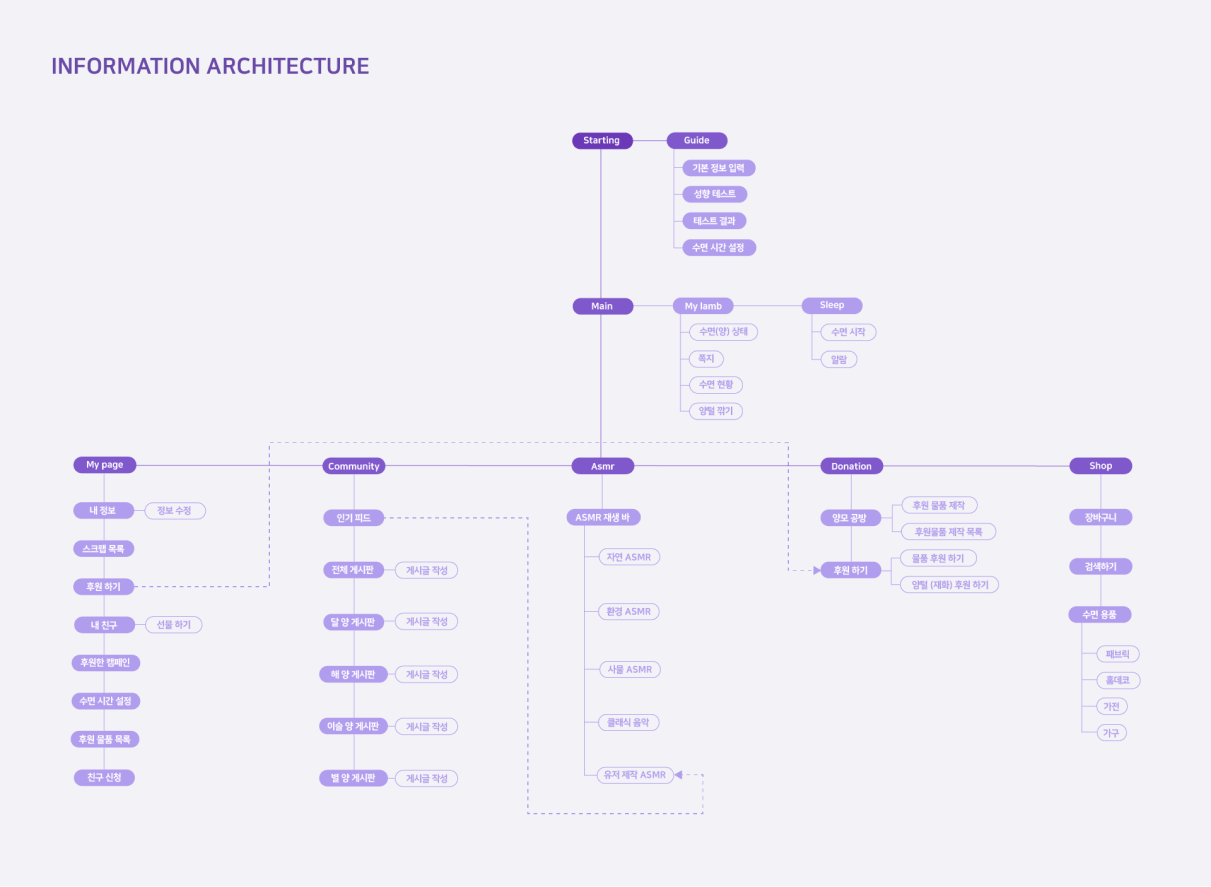 INFORMATION ARCHITECTURE
Starting
Guide
기본 정보 입력
성향 테스트
테스트 결과
수면 시간 설정
Main
My lamb
Sleep
수면(양) 상태
쪽지
수면 현황
양털 깎기
수면 시작
알람
My page
내 정보
정보 수정
스크랩 목록
후원 하기
내 친구
선물 하기
후원한 캠페인
수면 시간 설정
후원 물품 목록
친구 신청
Community
인기 피드
전체 게시판
게시글 작성
달 양 게시판
게시글 작성
해 양 게시판
게시글 작성
이슬 양 게시판
게시글 작성
별 양 게시판
게시글 작성
Asmr
ASMR 재생 바
자연 ASMR
환경 ASMR
사물 ASMR
클래식 음악
유저 제작 ASMR
Donation
양모 공방
후원 물품 제작
후원물품 제작 목록
후원 하기
물품 후원 하기
양털 (재화) 후원 하기
Shop
장바구니
검색하기
수면 용품
패브릭
홈데코
가전
가구